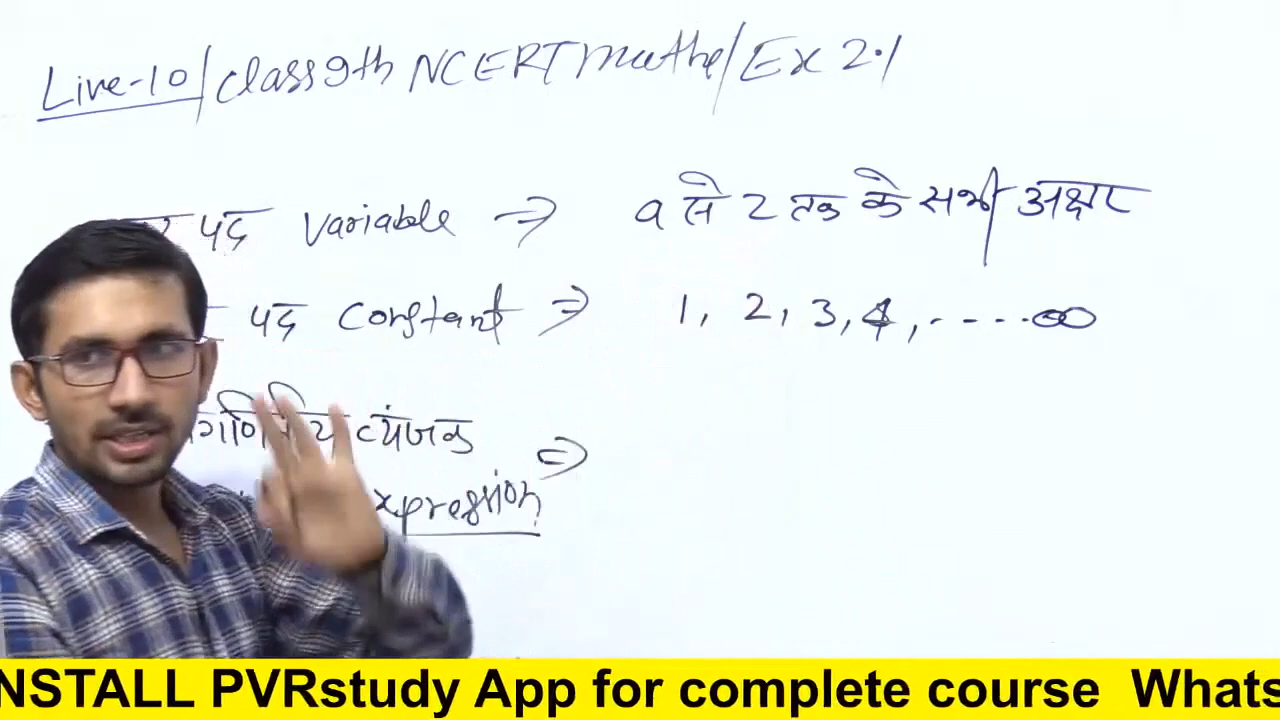 Live-10/class 9th NCERT maths/Ex 2.1
पद variable ⇒ a से z तक के सभी अक्षर
पद constant ⇒ 1, 2, 3, 4, ----∞
व्यंजक ⇒
xpression
NSTALL PVRstudy App for complete course Whats